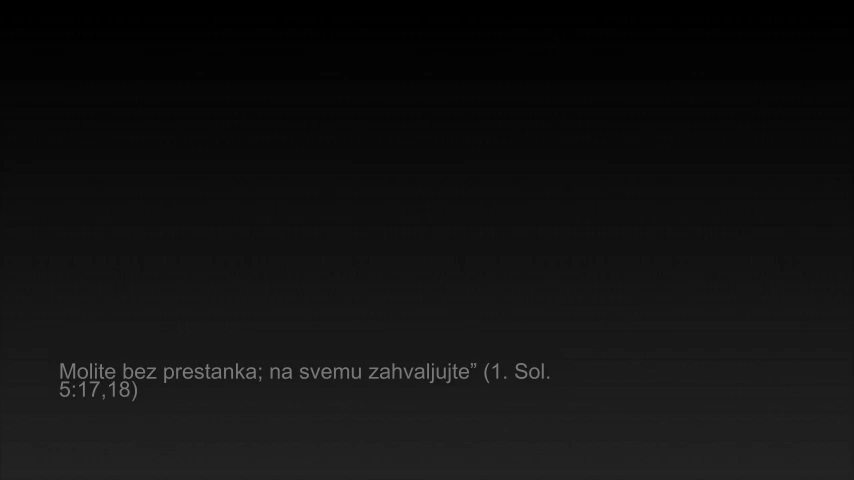 Molite bez prestanka; na svemu zahvaljujte” (1. Sol.
5:17,18)